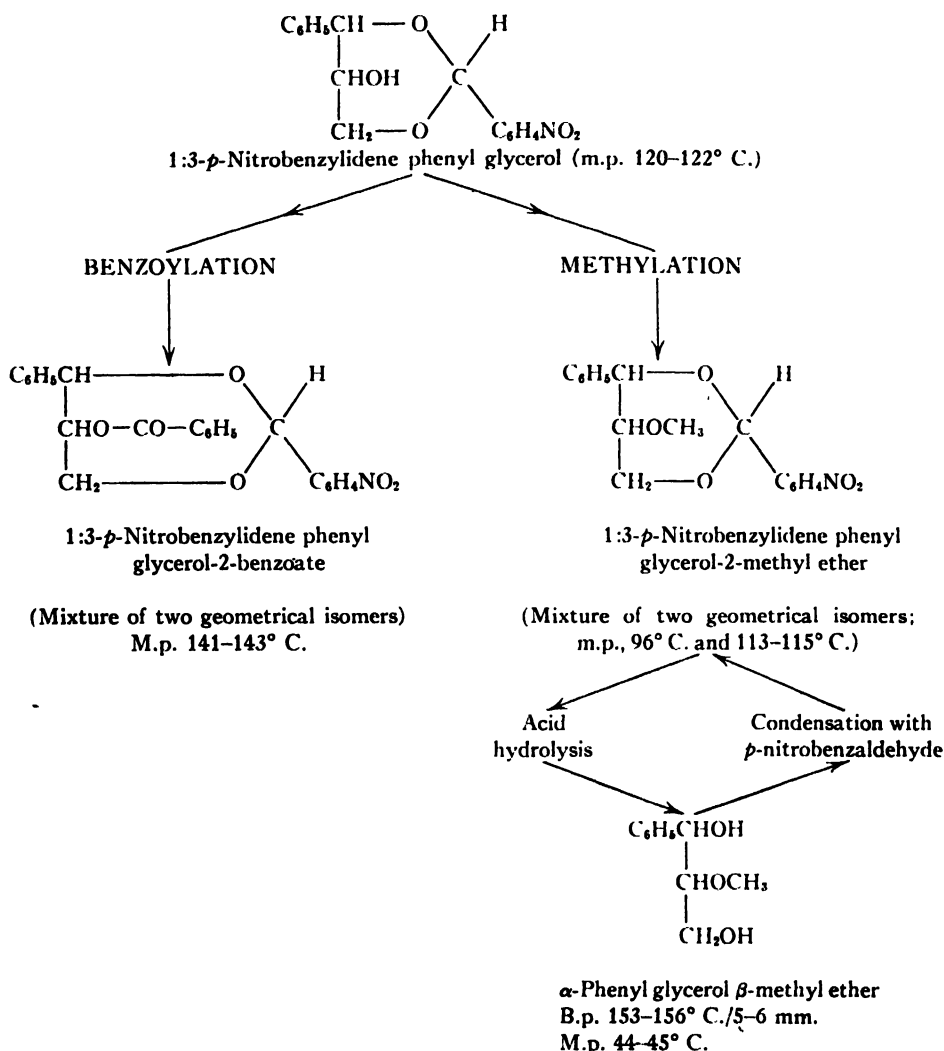 C₆H₅CH — O H
CHOH C
CH₂—O C₆H₄NO₂
1:3-p-Nitrobenzylidene phenyl glycerol (m.p. 120–122° C.)
BENZOYLATION METHYLATION
C₆H₅CH O H C₆H₅CH—O H
CHO—CO—C₆H₅ C CHOCH₃ C
CH₂ O C₆H₄NO₂ CH₂—O C₆H₄NO₂
1:3-p-Nitrobenzylidene phenyl
glycerol-2-benzoate
1:3-p-Nitrobenzylidene phenyl
glycerol-2-methyl ether
(Mixture of two geometrical isomers)
M.p. 141–143° C.
(Mixture of two geometrical isomers;
m.p., 96° C. and 113–115° C.)
Acid
hydrolysis
Condensation with
p-nitrobenzaldehyde
C₆H₅CHOH
CHOCH₃
CH₂OH
α-Phenyl glycerol β-methyl ether
B.p. 153–156° C./5–6 mm.
M.p. 44–45° C.